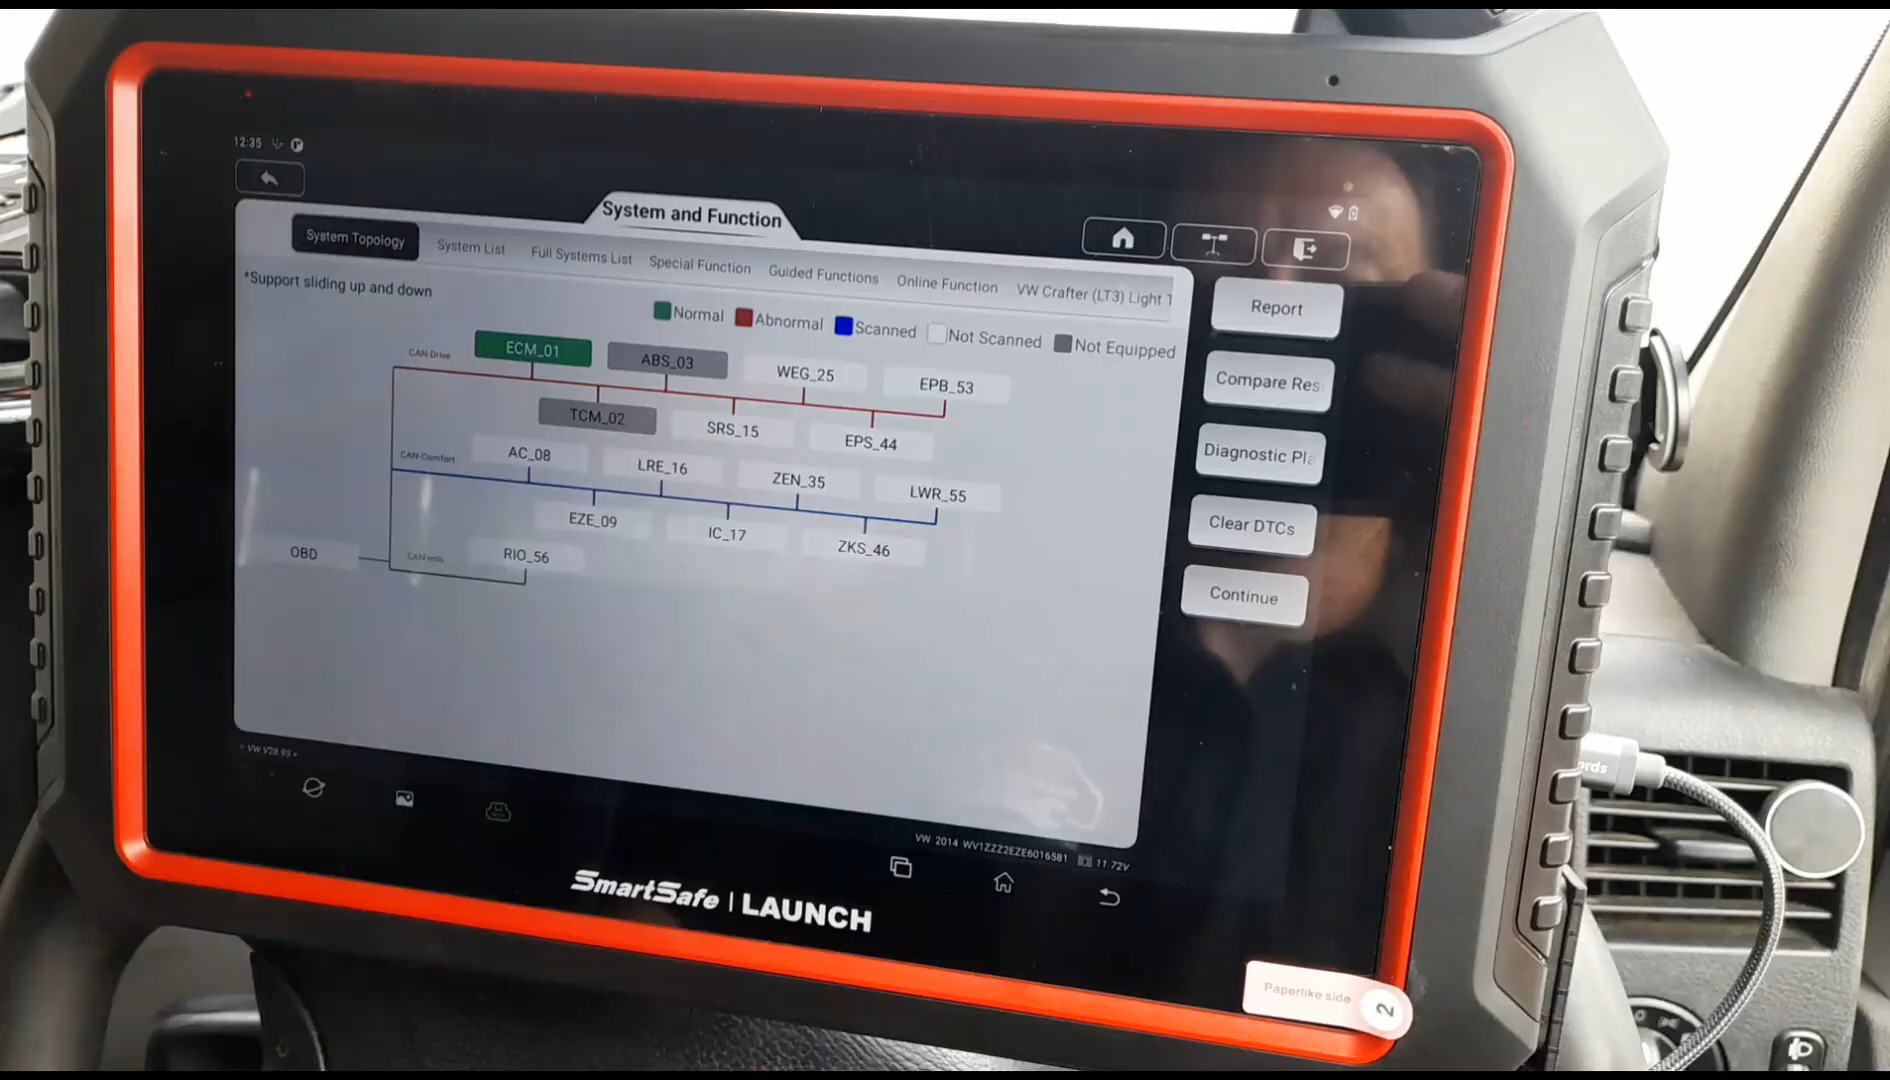 12:35
System and Function
System Topology
System List
Full Systems List
Special Function
Guided Functions
Online Function
VW Crafter (LT3) Light T
*Support sliding up and down
Normal
Abnormal
Scanned
Not Scanned
Not Equipped
CAN-Drive
ECM_01
ABS_03
WEG_25
EPB_53
TCM_02
SRS_15
EPS_44
CAN-Comfort
AC_08
LRE_16
ZEN_35
LWR_55
EZE_09
IC_17
ZKS_46
OBD
CAN-Info
RIO_56
Report
Compare Res
Diagnostic Pla
Clear DTCs
Continue
VW V28.95
VW 2014 WV1ZZZ2EZE6016581 11.72V
SmartSafe | LAUNCH
Paperlike side 2